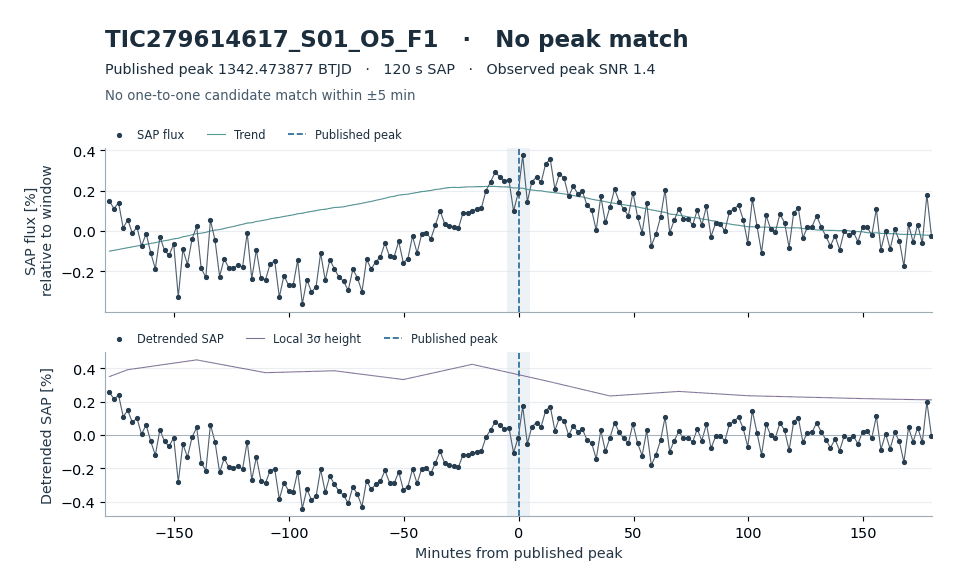 TIC279614617_S01_O5_F1 · No peak match
Published peak 1342.473877 BTJD · 120 s SAP · Observed peak SNR 1.4
No one-to-one candidate match within ±5 min
SAP flux Trend Published peak
SAP flux [%]
relative to window
0.4
0.2
0.0
−0.2
Detrended SAP Local 3σ height Published peak
Detrended SAP [%]
0.4
0.2
0.0
−0.2
−0.4
−150 −100 −50 0 50 100 150
Minutes from published peak